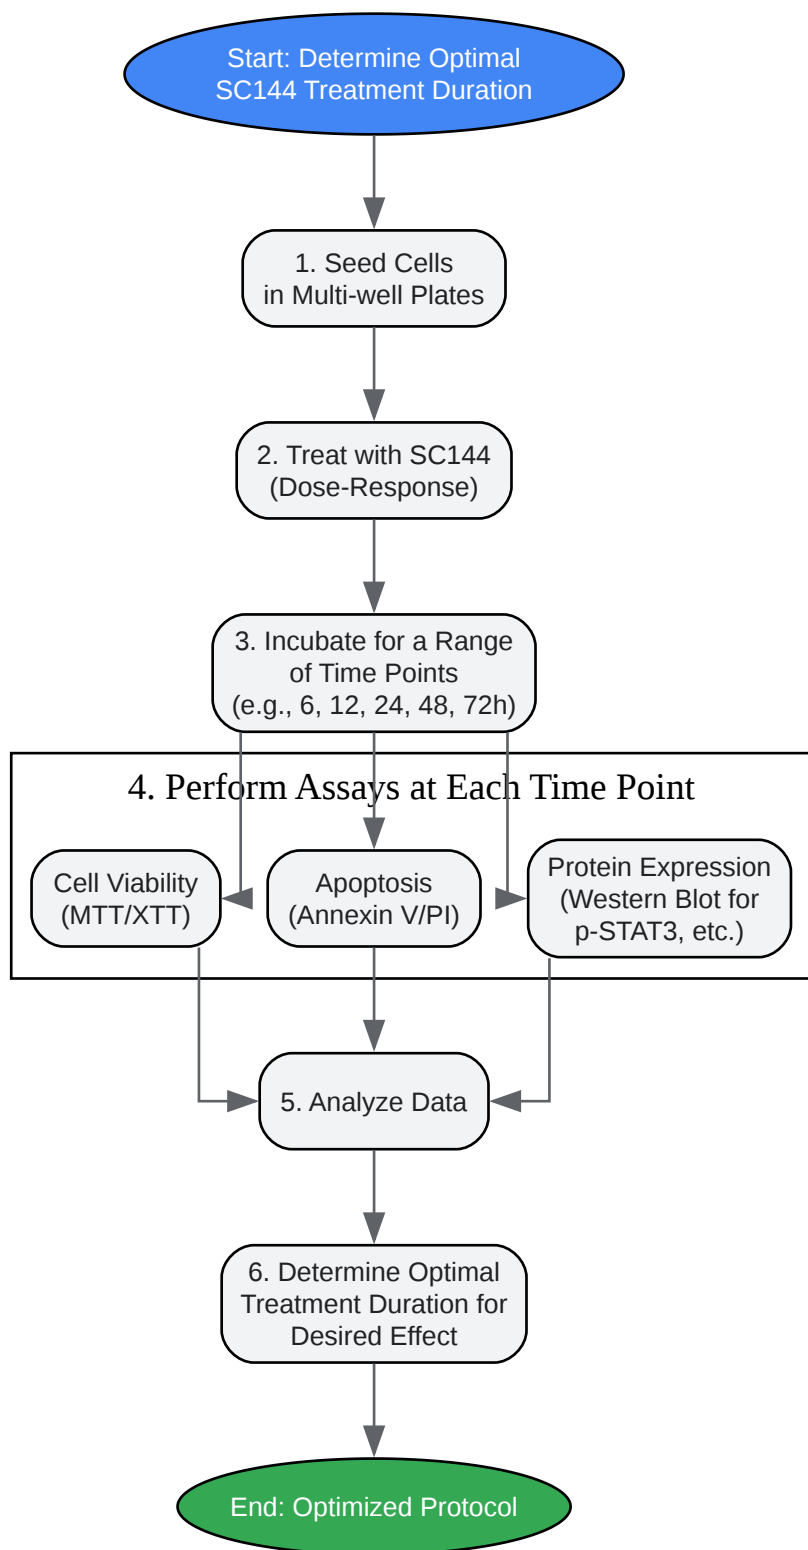 Start: Determine Optimal
SC144 Treatment Duration
1. Seed Cells
in Multi-well Plates
2. Treat with SC144
(Dose-Response)
3. Incubate for a Range
of Time Points
(e.g., 6, 12, 24, 48, 72h)
4. Perform Assays at Each Time Point
Cell Viability
(MTT/XTT)
Apoptosis
(Annexin V/PI)
Protein Expression
(Western Blot for
p-STAT3, etc.)
5. Analyze Data
6. Determine Optimal
Treatment Duration for
Desired Effect
End: Optimized Protocol